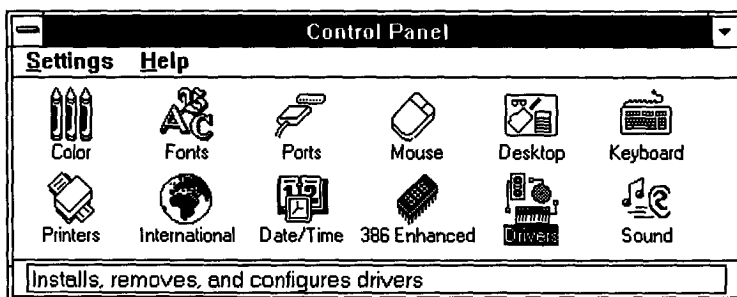 Control Panel
Settings Help
Color Fonts Ports Mouse Desktop Keyboard
Printers International Date/Time 386 Enhanced Drivers Sound
Installs, removes, and configures drivers